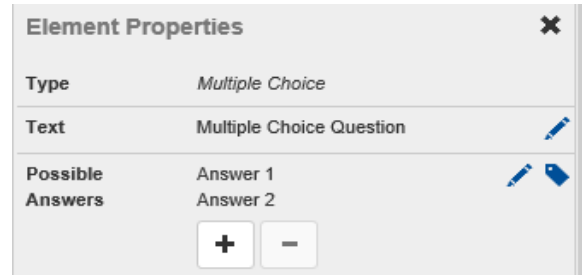 Element Properties
Type Multiple Choice
Text Multiple Choice Question
Possible Answers Answer 1
Answer 2